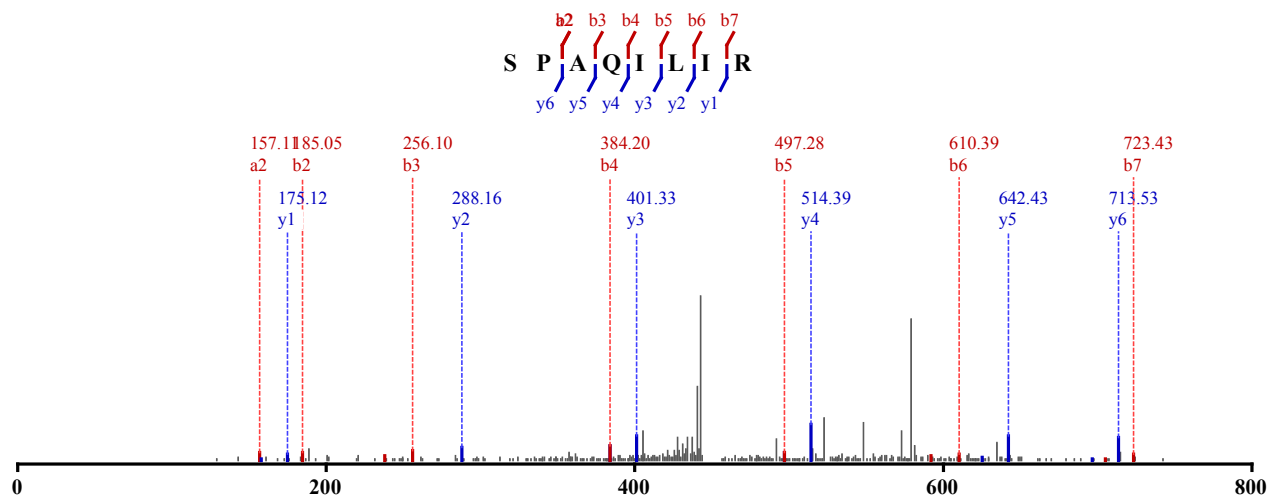 a2 b2 b3 b4 b5 b6 b7
S P A Q I L I R
y6 y5 y4 y3 y2 y1
157.11 185.05 256.10 384.20 497.28 610.39 723.43
a2 b2 b3 b4 b5 b6 b7
175.12 288.16 401.33 514.39 642.43 713.53
y1 y2 y3 y4 y5 y6
0 200 400 600 800